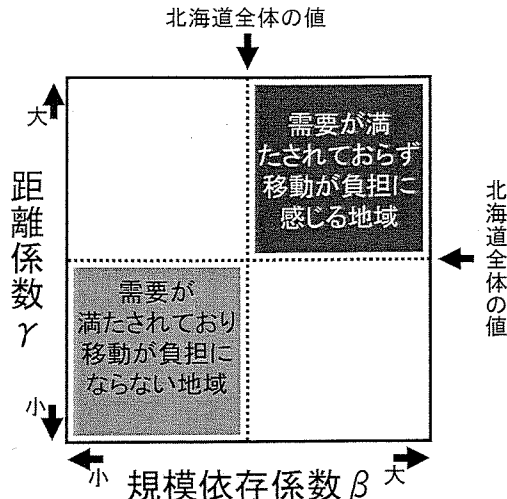 北海道全体の値
大
需要が満
たされておらず
移動が負担に
感じる地域
距離係数γ
北海道全体の値
需要が
満たされており
移動が負担に
ならない地域
小
小
規模依存係数β
大